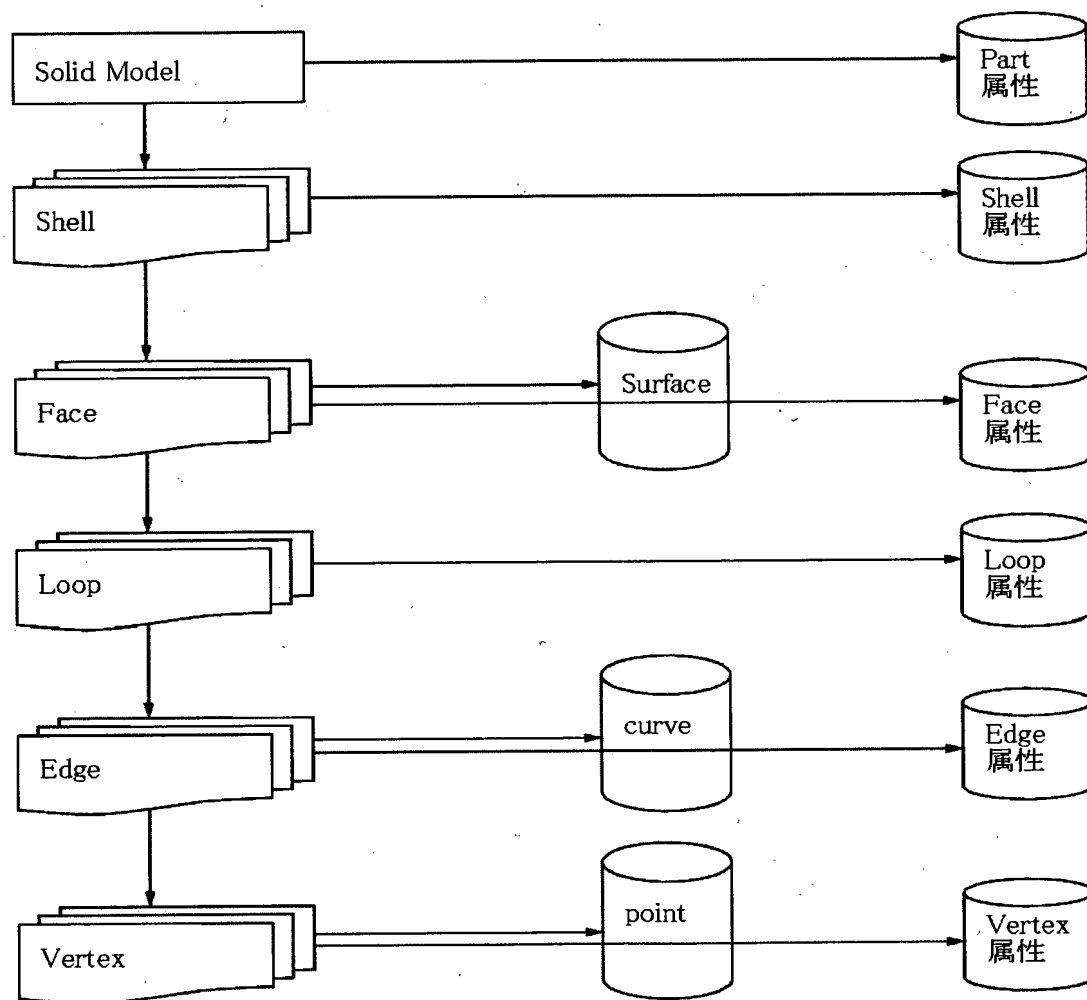 Solid Model
Part
属性
Shell
Shell
属性
Face
Surface
Face
属性
Loop
Loop
属性
Edge
curve
Edge
属性
Vertex
point
Vertex
属性